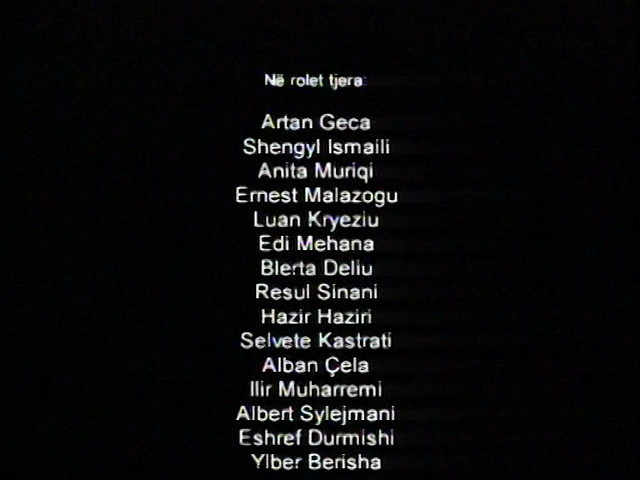 Në rolet tjera:
Artan Geca
Shengyl Ismaili
Anita Muriqi
Ernest Malazogu
Luan Kryeziu
Edi Mehana
Blerta Deliu
Resul Sinani
Hazir Haziri
Selvete Kastrati
Alban Çela
Ilir Muharremi
Albert Sylejmani
Eshref Durmishi
Ylber Berisha